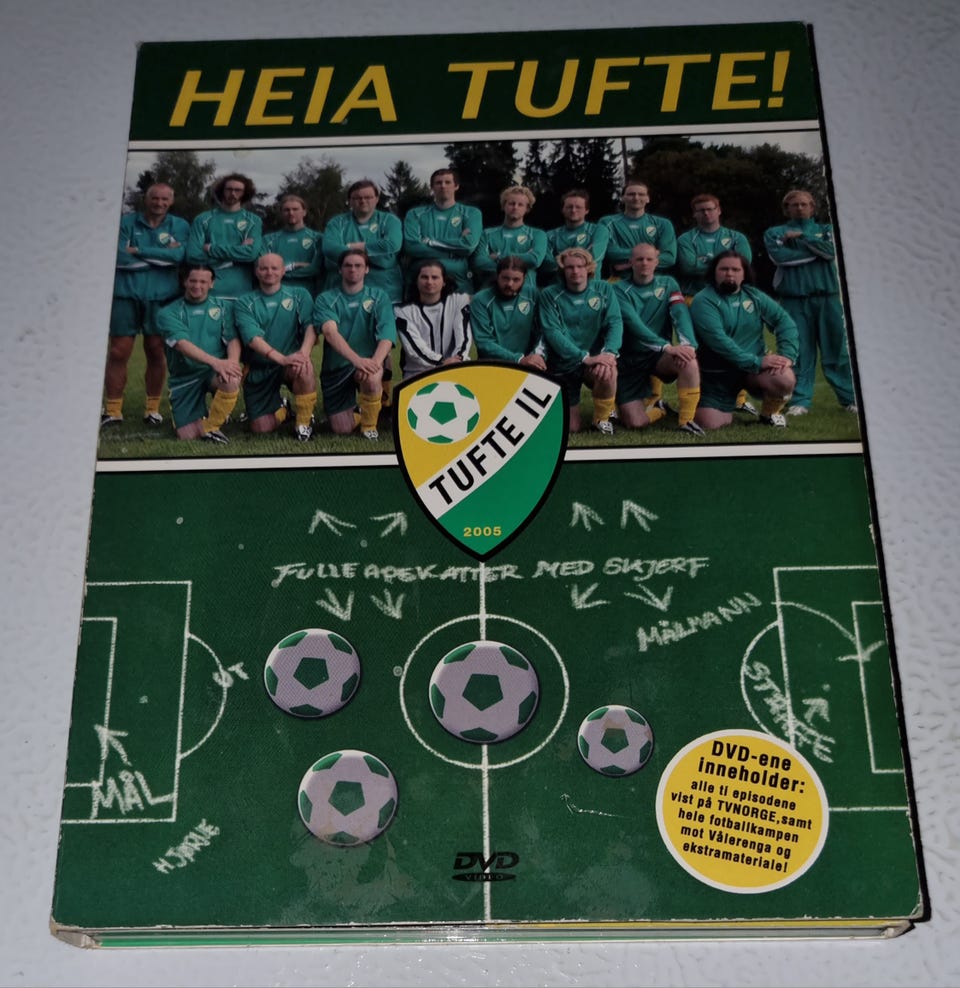 HEIA TUFTE!
TUFTE IL
2005
FULLE APEKATTER MED SKJERF
MÅLMANN
UT
MÅL
HJØRNE
DVD-ene
inneholder:
alle ti episodene
vist på TVNORGE,samt
hele fotballkampen
mot Vålerenga og
ekstramateriale!
DVD
VIDEO